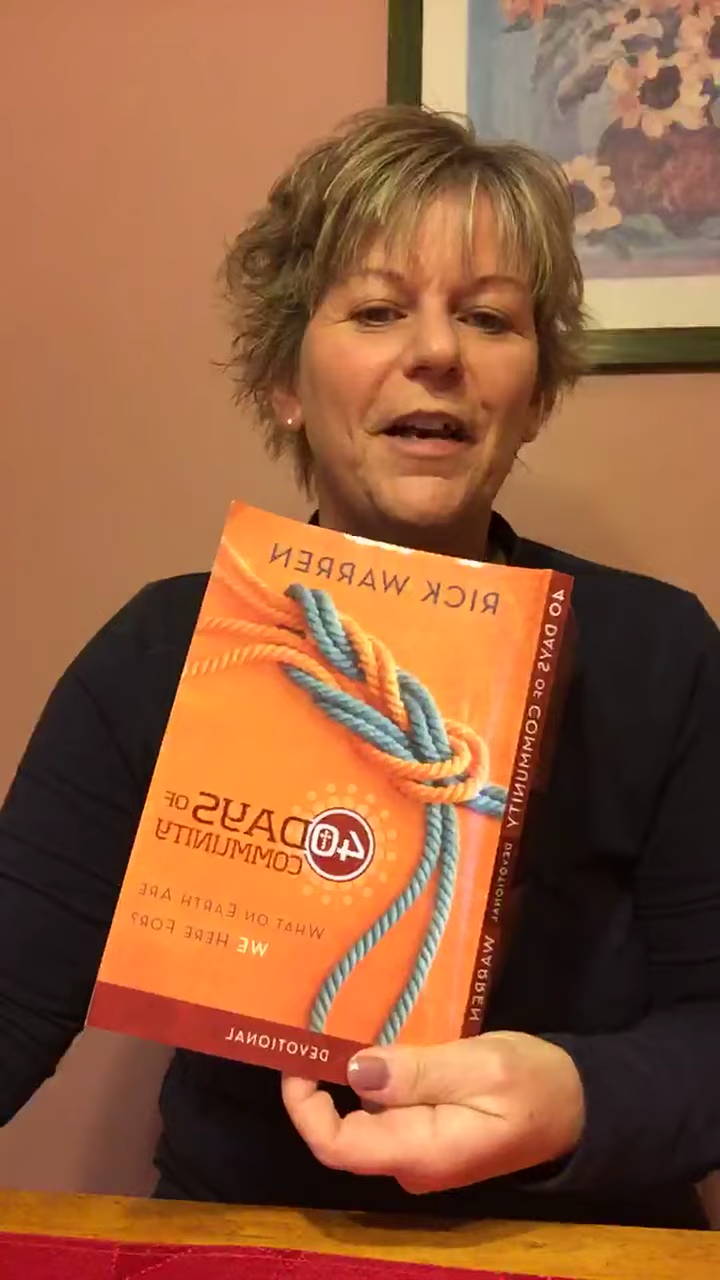 RICK WARREN
40 DAYS OF
COMMUNITY
WHAT ON EARTH ARE
WE HERE FOR?
DEVOTIONAL
40 DAYS OF COMMUNITY DEVOTIONAL WARREN